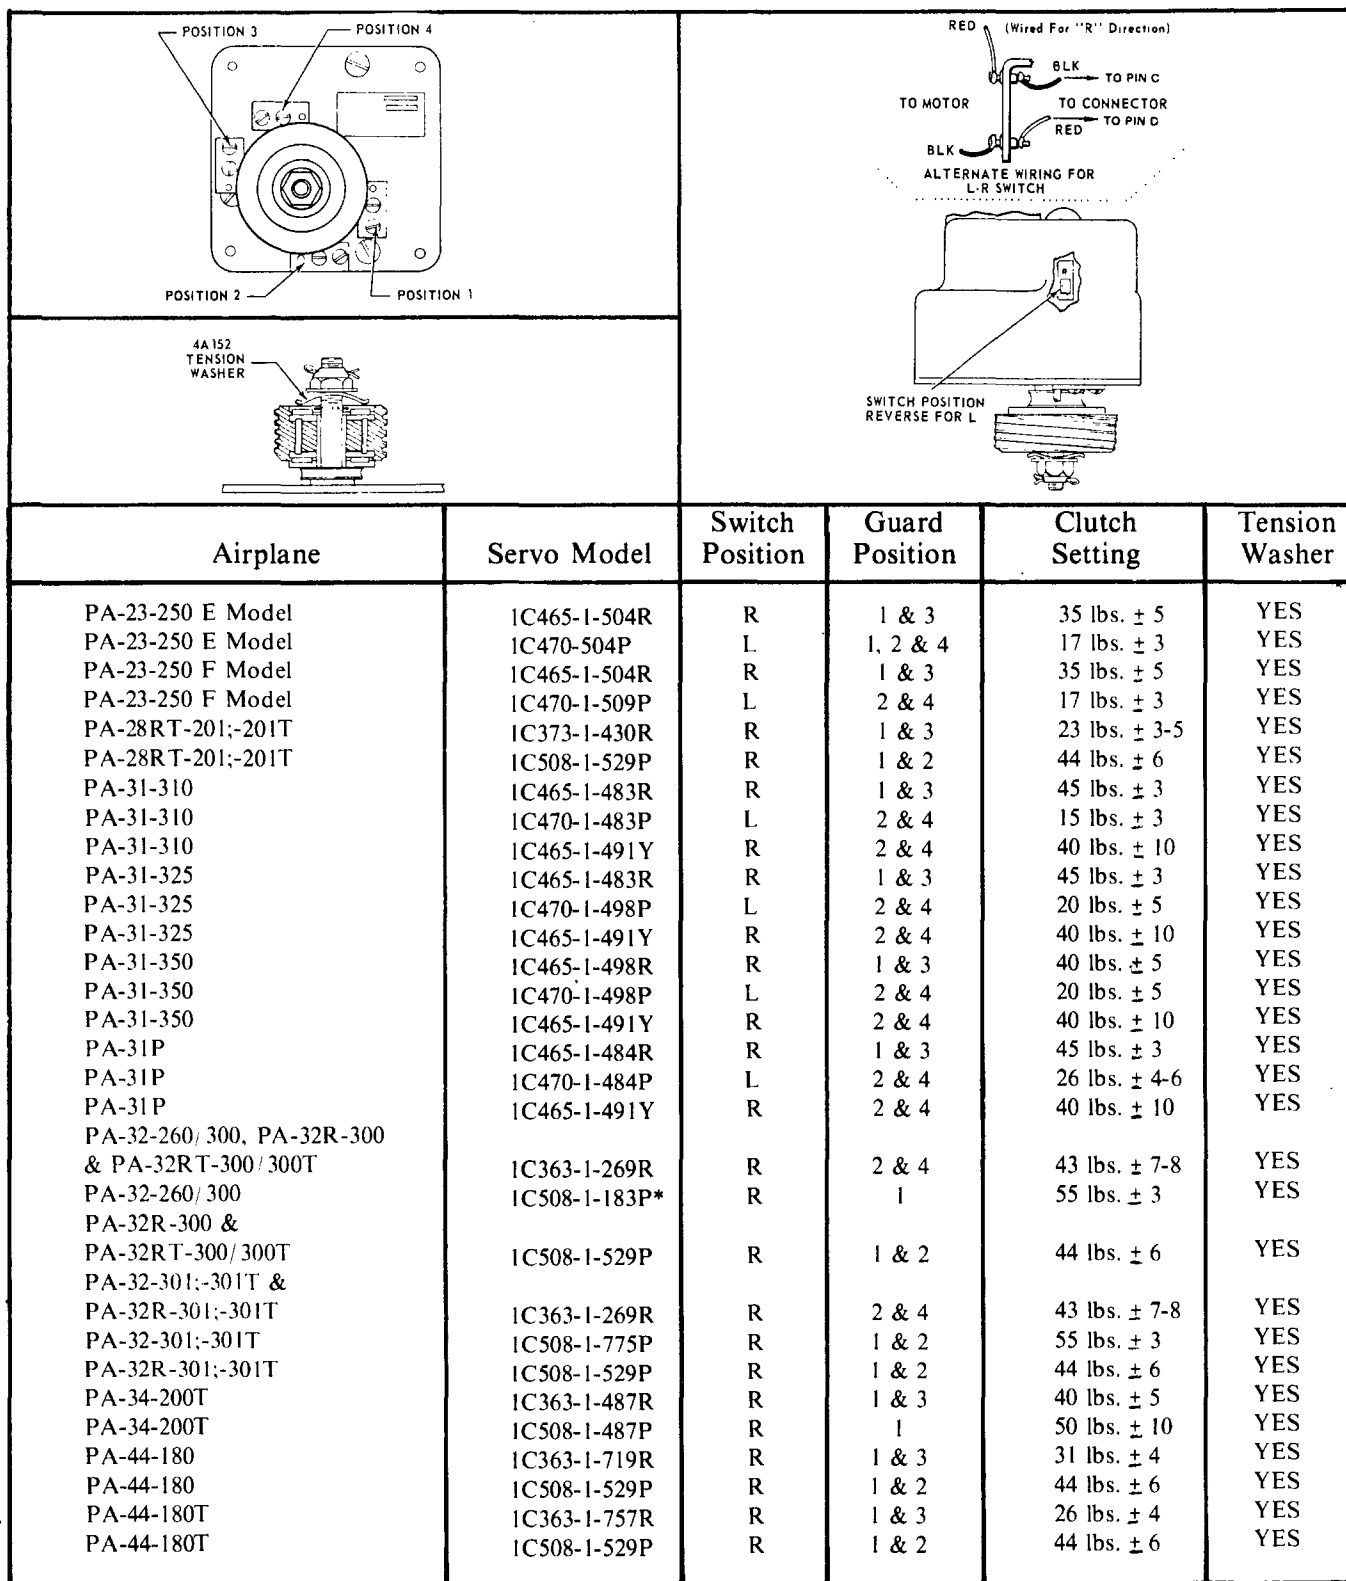 POSITION 3
POSITION 4
POSITION 2
POSITION 1
RED (Wired For "R" Direction)
BLK
TO PIN C
TO MOTOR
TO CONNECTOR
TO PIN D
RED
BLK
ALTERNATE WIRING FOR
L-R SWITCH
SWITCH POSITION
REVERSE FOR L
4A152
TENSION
WASHER
Airplane Servo Model Switch Position Guard Position Clutch Setting Tension Washer
PA-23-250 E Model 1C465-1-504R R 1 & 3 35 lbs. ± 5 YES
PA-23-250 E Model 1C470-504P L 1, 2 & 4 17 lbs. ± 3 YES
PA-23-250 F Model 1C465-1-504R R 1 & 3 35 lbs. ± 5 YES
PA-23-250 F Model 1C470-1-509P L 2 & 4 17 lbs. ± 3 YES
PA-28RT-201;-201T 1C373-1-430R R 1 & 3 23 lbs. ± 3-5 YES
PA-28RT-201;-201T 1C508-1-529P R 1 & 2 44 lbs. ± 6 YES
PA-31-310 1C465-1-483R R 1 & 3 45 lbs. ± 3 YES
PA-31-310 1C470-1-483P L 2 & 4 15 lbs. ± 3 YES
PA-31-310 1C465-1-491Y R 2 & 4 40 lbs. ± 10 YES
PA-31-325 1C465-1-483R R 1 & 3 45 lbs. ± 3 YES
PA-31-325 1C470-1-498P L 2 & 4 20 lbs. ± 5 YES
PA-31-325 1C465-1-491Y R 2 & 4 40 lbs. ± 10 YES
PA-31-350 1C465-1-498R R 1 & 3 40 lbs. ± 5 YES
PA-31-350 1C470-1-498P L 2 & 4 20 lbs. ± 5 YES
PA-31-350 1C465-1-491Y R 2 & 4 40 lbs. ± 10 YES
PA-31P 1C465-1-484R R 1 & 3 45 lbs. ± 3 YES
PA-31P 1C470-1-484P L 2 & 4 26 lbs. ± 4-6 YES
PA-31P 1C465-1-491Y R 2 & 4 40 lbs. ± 10 YES
PA-32-260/300, PA-32R-300
& PA-32RT-300/300T 1C363-1-269R R 2 & 4 43 lbs. ± 7-8 YES
PA-32-260/300 1C508-1-183P* R 1 55 lbs. ± 3 YES
PA-32R-300 &
PA-32RT-300/300T 1C508-1-529P R 1 & 2 44 lbs. ± 6 YES
PA-32-301;-301T &
PA-32R-301;-301T 1C363-1-269R R 2 & 4 43 lbs. ± 7-8 YES
PA-32-301;-301T 1C508-1-775P R 1 & 2 55 lbs. ± 3 YES
PA-32R-301;-301T 1C508-1-529P R 1 & 2 44 lbs. ± 6 YES
PA-34-200T 1C363-1-487R R 1 & 3 40 lbs. ± 5 YES
PA-34-200T 1C508-1-487P R 1 50 lbs. ± 10 YES
PA-44-180 1C363-1-719R R 1 & 3 31 lbs. ± 4 YES
PA-44-180 1C508-1-529P R 1 & 2 44 lbs. ± 6 YES
PA-44-180T 1C363-1-757R R 1 & 3 26 lbs. ± 4 YES
PA-44-180T 1C508-1-529P R 1 & 2 44 lbs. ± 6 YES